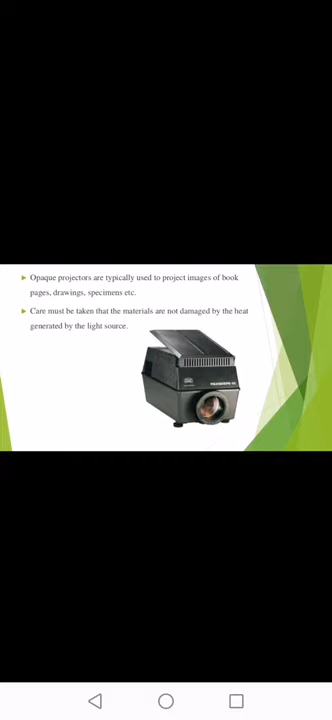 Opaque projectors are typically used to project images of book
pages, drawings, specimens etc.
Care must be taken that the materials are not damaged by the heat
generated by the light source.